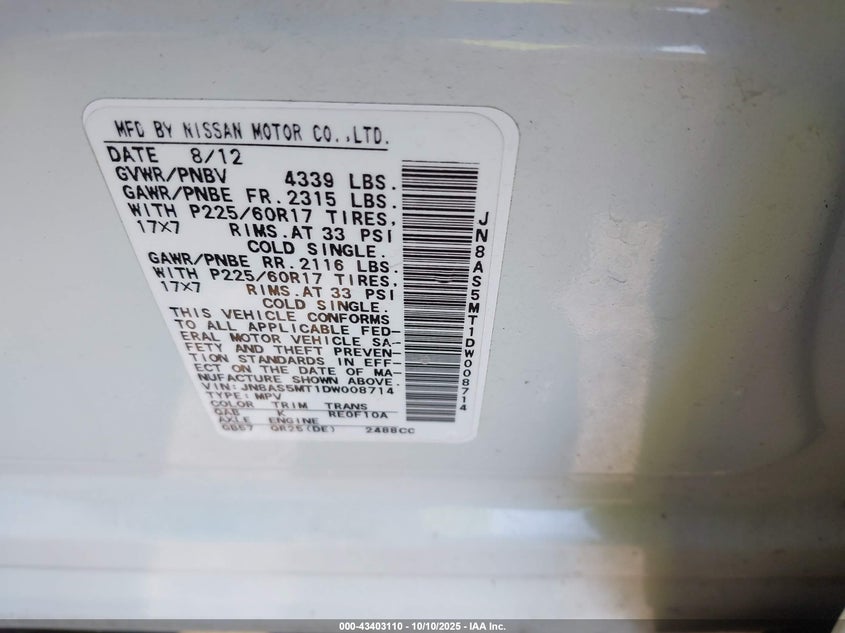 MFD BY NISSAN MOTOR CO.,LTD.
DATE 8/12
GVWR/PNBV 4339 LBS.
GAWR/PNBE FR.2315 LBS.
WITH P225/60R17 TIRES,
17X7 RIMS.AT 33 PSI
COLD SINGLE.
GAWR/PNBE RR.2116 LBS.
WITH P225/60R17 TIRES,
17X7 RIMS.AT 33 PSI
COLD SINGLE.
THIS VEHICLE CONFORMS
TO ALL APPLICABLE FED-
ERAL MOTOR VEHICLE SA-
FETY AND THEFT PREVEN-
TION STANDARDS IN EFF-
ECT ON THE DATE OF MA-
NUFACTURE SHOWN ABOVE.
VIN: JN8AS5MT1DW008714
TYPE: MPV
COLOR TRIM TRANS
GAB K RE0F10A
AXLE ENGINE
GB57 QR25(DE) 2488CC
JN8AS5MT1DW008714
000-43403110 - 10/10/2025 - IAA Inc.